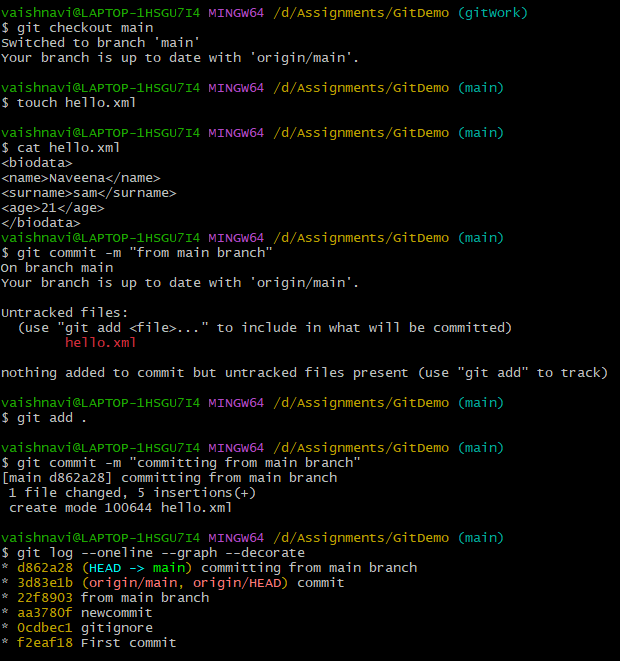 vaishnavi@LAPTOP-1HSGU7I4 MINGW64 /d/Assignments/GitDemo (gitWork)
$ git checkout main
Switched to branch 'main'
Your branch is up to date with 'origin/main'.
vaishnavi@LAPTOP-1HSGU7I4 MINGW64 /d/Assignments/GitDemo (main)
$ touch hello.xml
vaishnavi@LAPTOP-1HSGU7I4 MINGW64 /d/Assignments/GitDemo (main)
$ cat hello.xml
<biodata>
<name>Naveena</name>
<surname>sam</surname>
<age>21</age>
</biodata>
vaishnavi@LAPTOP-1HSGU7I4 MINGW64 /d/Assignments/GitDemo (main)
$ git commit -m "from main branch"
On branch main
Your branch is up to date with 'origin/main'.
Untracked files:
  (use "git add <file>..." to include in what will be committed)
        hello.xml
nothing added to commit but untracked files present (use "git add" to track)
vaishnavi@LAPTOP-1HSGU7I4 MINGW64 /d/Assignments/GitDemo (main)
$ git add .
vaishnavi@LAPTOP-1HSGU7I4 MINGW64 /d/Assignments/GitDemo (main)
$ git commit -m "committing from main branch"
[main d862a28] committing from main branch
 1 file changed, 5 insertions(+)
 create mode 100644 hello.xml
vaishnavi@LAPTOP-1HSGU7I4 MINGW64 /d/Assignments/GitDemo (main)
$ git log --oneline --graph --decorate
* d862a28 (HEAD -> main) committing from main branch
* 3d83e1b (origin/main, origin/HEAD) commit
* 22f8903 from main branch
* aa3780f newcommit
* 0cdbec1 gitignore
* f2eaf18 First commit